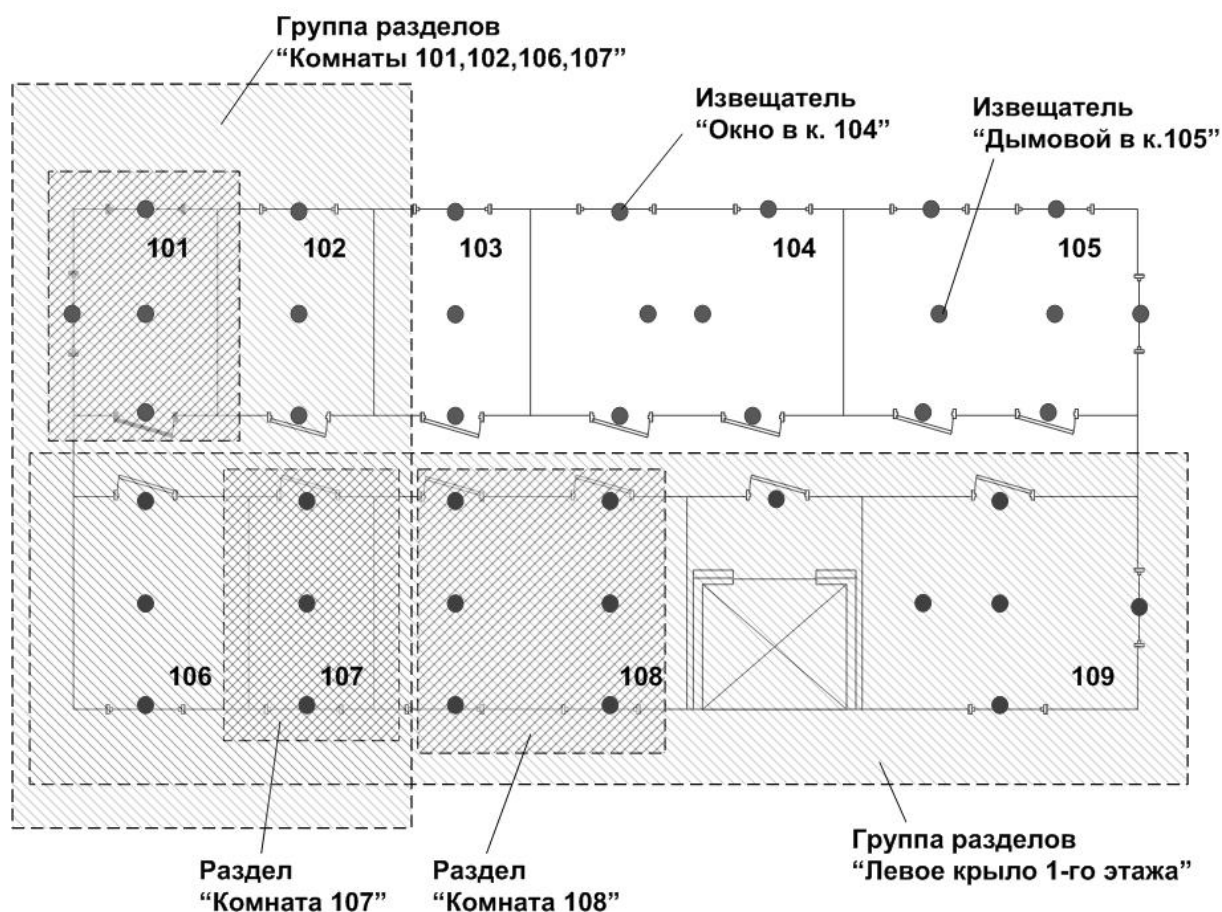 Группа разделов
“Комнаты 101,102,106,107”
Извещатель
“Окно в к. 104”
Извещатель
“Дымовой в к.105”
101
102
103
104
105
106
107
108
109
Раздел
“Комната 107”
Раздел
“Комната 108”
Группа разделов
“Левое крыло 1-го этажа”